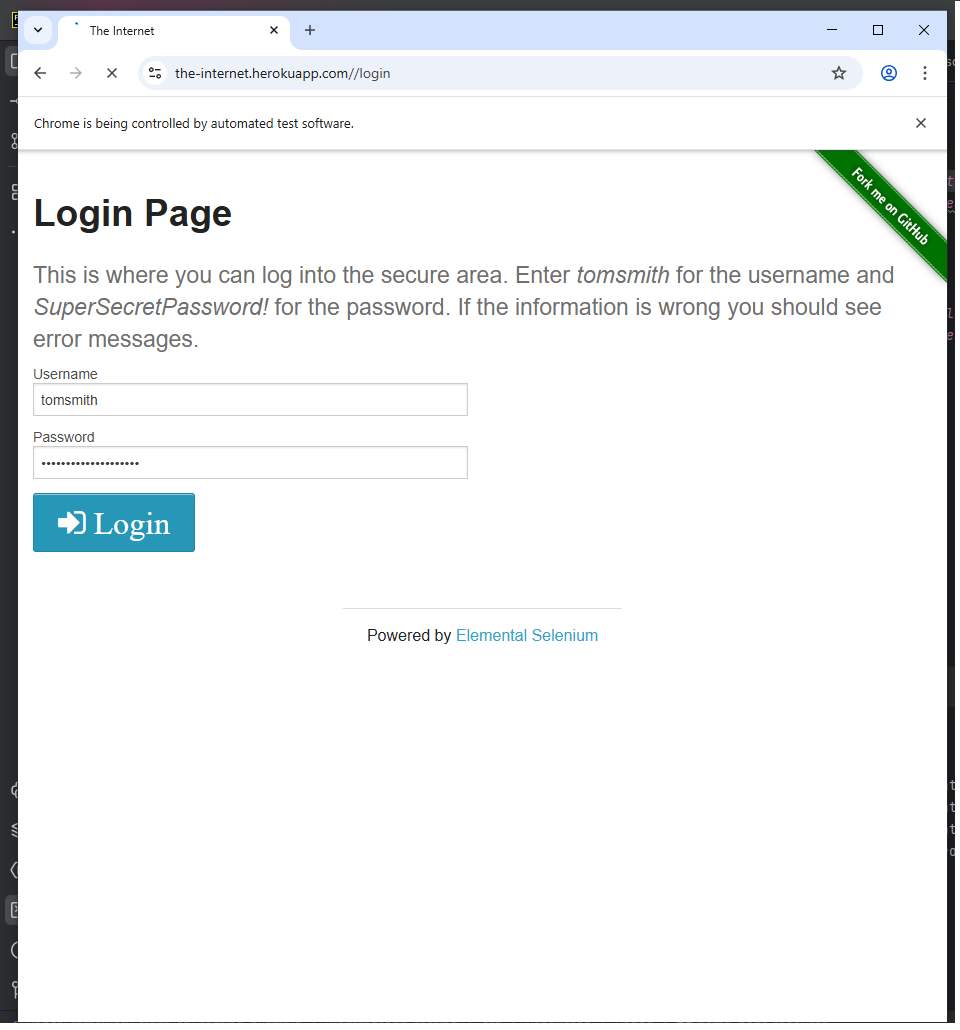 The Internet
the-internet.herokuapp.com//login
Chrome is being controlled by automated test software.
Fork me on GitHub
Login Page
This is where you can log into the secure area. Enter tomsmith for the username and
SuperSecretPassword! for the password. If the information is wrong you should see
error messages.
Username
tomsmith
Password
••••••••••••••••••••
Login
Powered by Elemental Selenium